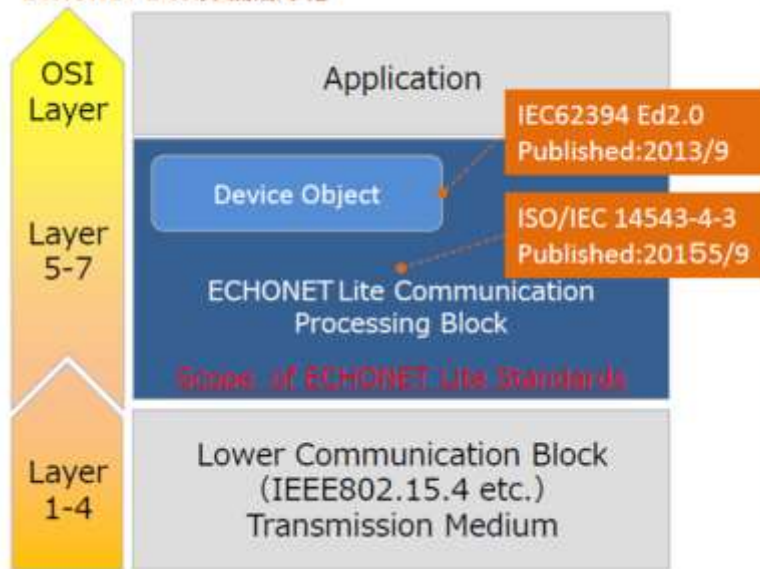 OSI
Layer
Application
IEC62394 Ed2.0
Published:2013/9
Device Object
ISO/IEC 14543-4-3
Published:20155/9
Layer
5-7
ECHONET Lite Communication
Processing Block
Scope of ECHONET Lite Standards
Layer
1-4
Lower Communication Block
(IEEE802.15.4 etc.)
Transmission Medium